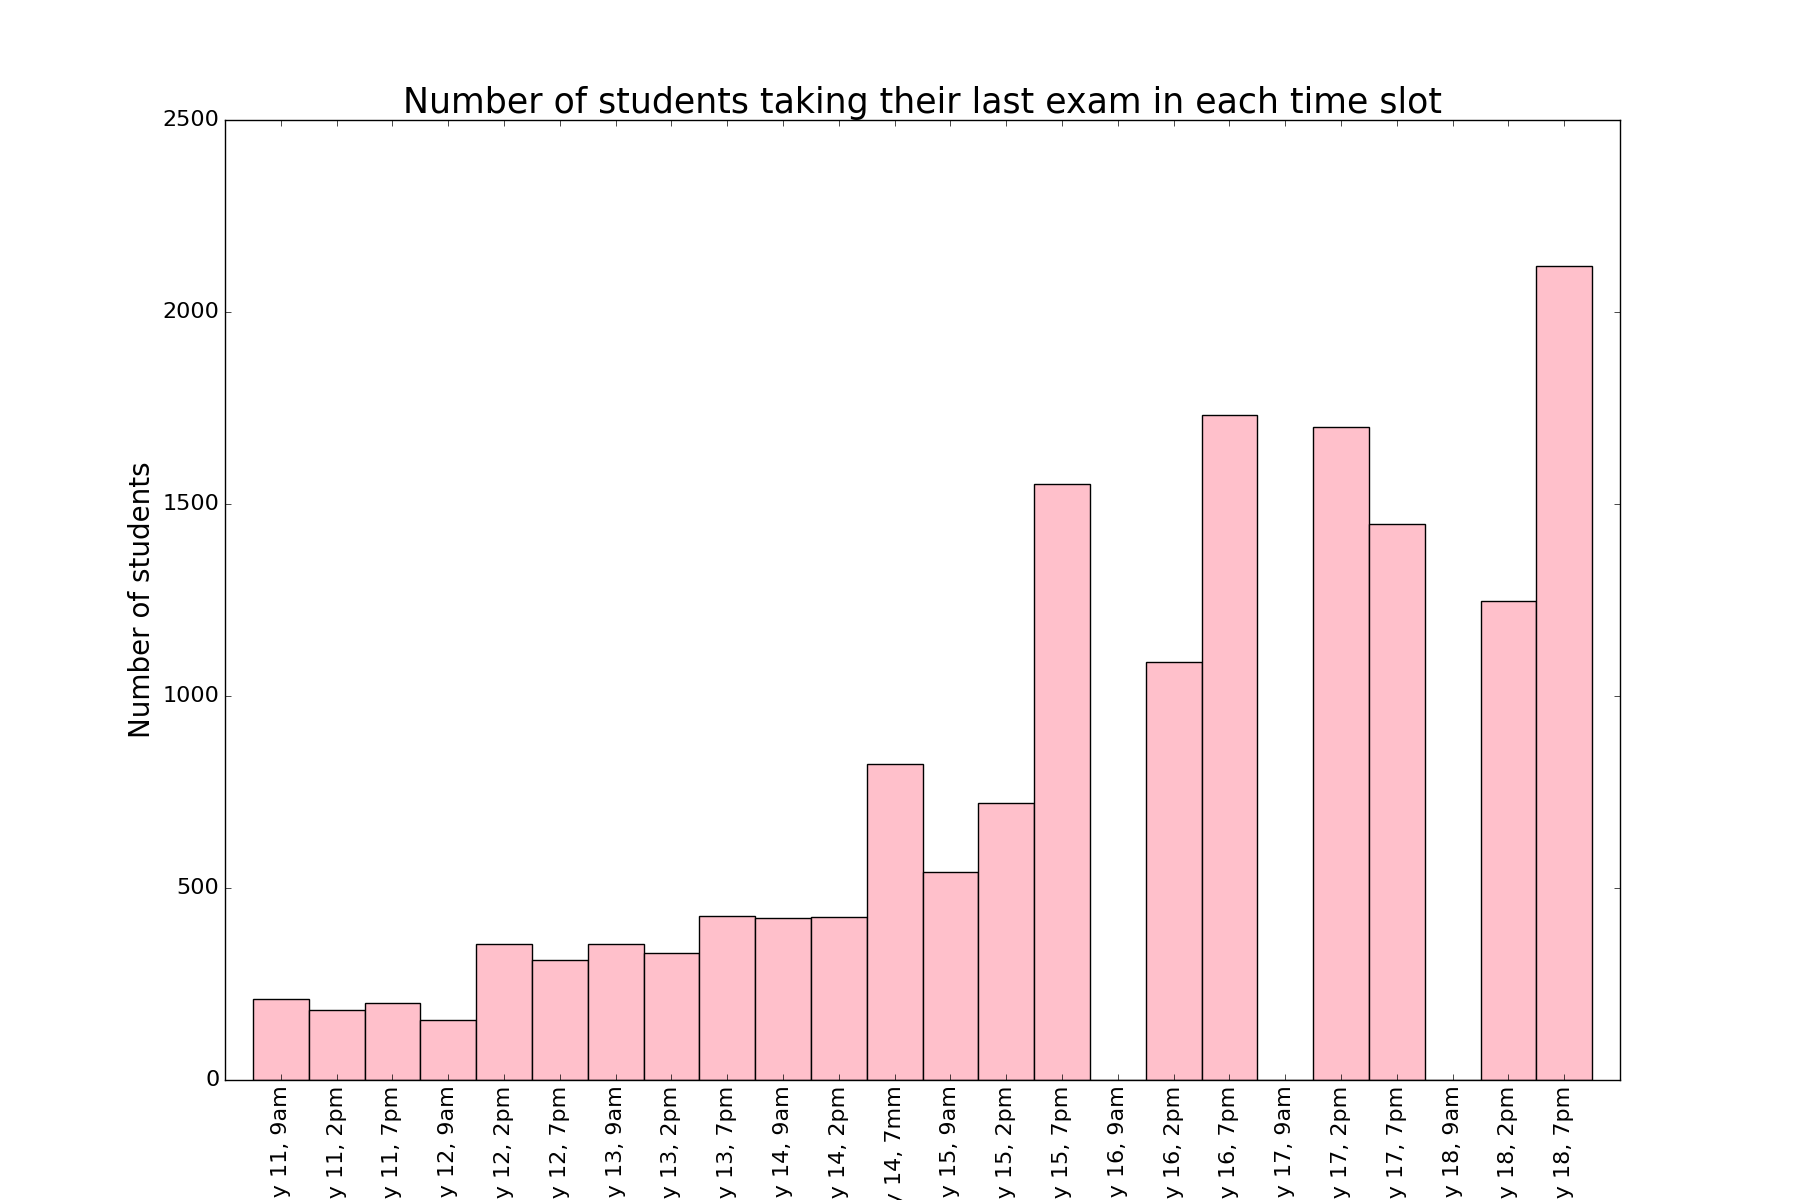 Number of students taking their last exam in each time slot
2500
2000
1500
1000
500
0
Number of students
y 11, 9am
y 11, 2pm
y 11, 7pm
y 12, 9am
y 12, 2pm
y 12, 7pm
y 13, 9am
y 13, 2pm
y 13, 7pm
y 14, 9am
y 14, 2pm
y 14, 7mm
y 15, 9am
y 15, 2pm
y 15, 7pm
y 16, 9am
y 16, 2pm
y 16, 7pm
y 17, 9am
y 17, 2pm
y 17, 7pm
y 18, 9am
y 18, 2pm
y 18, 7pm